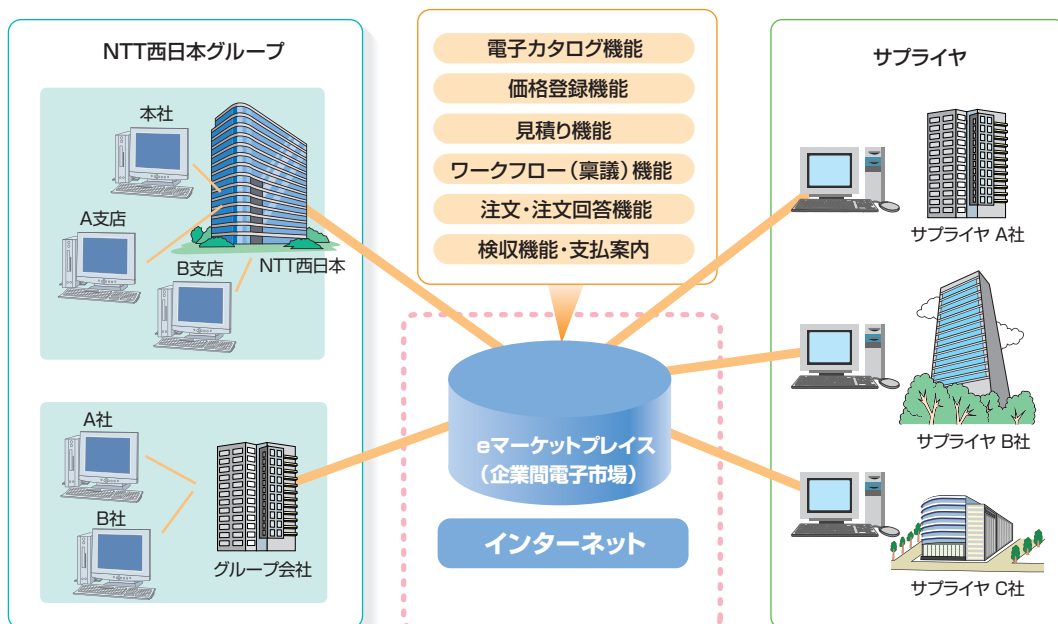 NTT西日本グループ
本社
A支店
B支店
NTT西日本
A社
B社
グループ会社
電子カタログ機能
価格登録機能
見積り機能
ワークフロー(稟議)機能
注文・注文回答機能
検収機能・支払案内
eマーケットプレイス
(企業間電子市場)
インターネット
サプライヤ
サプライヤ A社
サプライヤ B社
サプライヤ C社